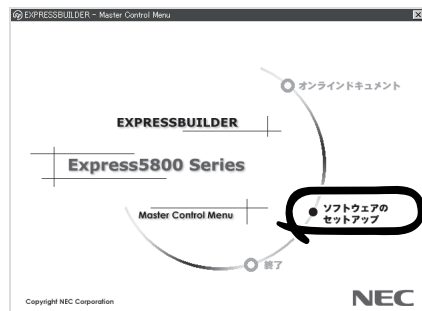 EXPRESSBUILDER - Master Control Menu
オンラインドキュメント
EXPRESSBUILDER
Express5800 Series
ソフトウェアの
セットアップ
Master Control Menu
終了
Copyright NEC Corporation
NEC